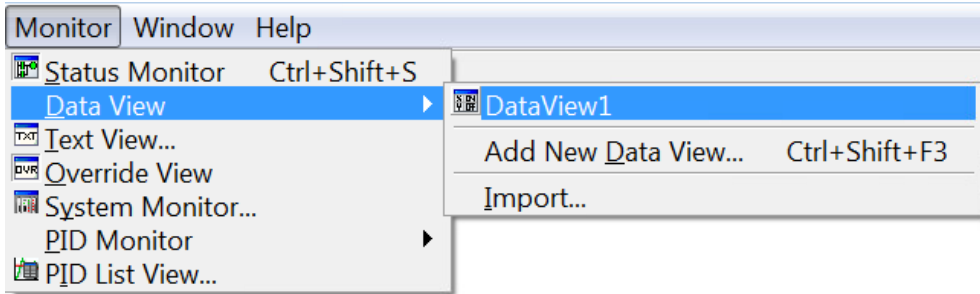 Monitor Window Help
Status Monitor Ctrl+Shift+S
Data View
Text View...
Override View
System Monitor...
PID Monitor
PID List View...
DataView1
Add New Data View... Ctrl+Shift+F3
Import...